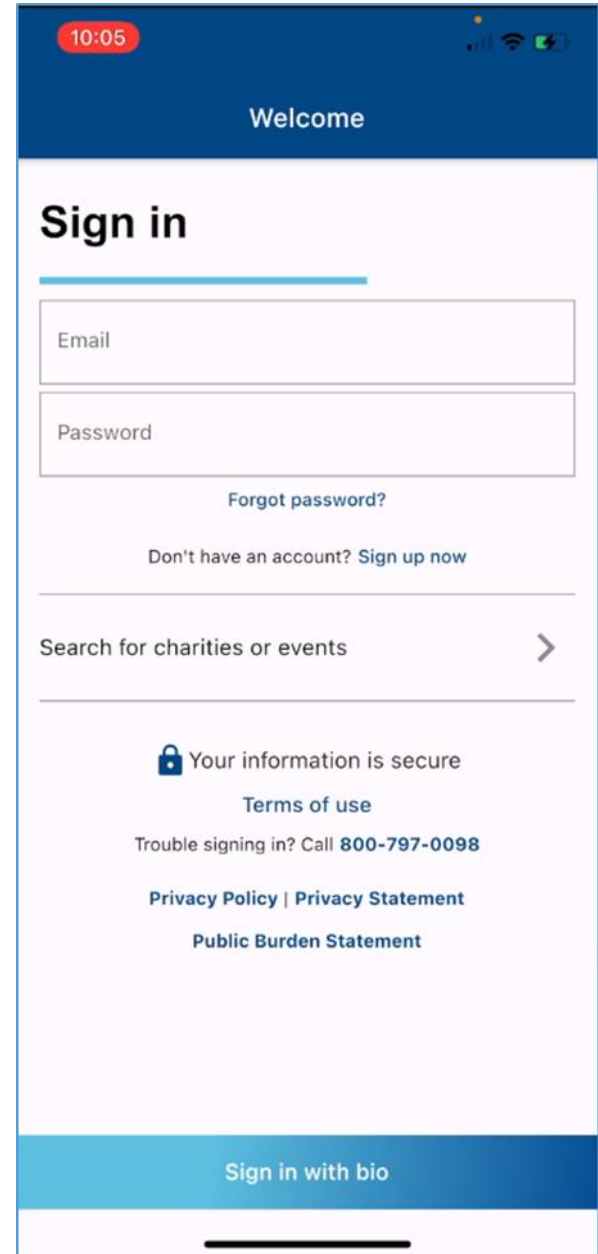 10:05
Welcome
Sign in
Email
Password
Forgot password?
Don't have an account? Sign up now
Search for charities or events
Your information is secure
Terms of use
Trouble signing in? Call 800-797-0098
Privacy Policy | Privacy Statement
Public Burden Statement
Sign in with bio